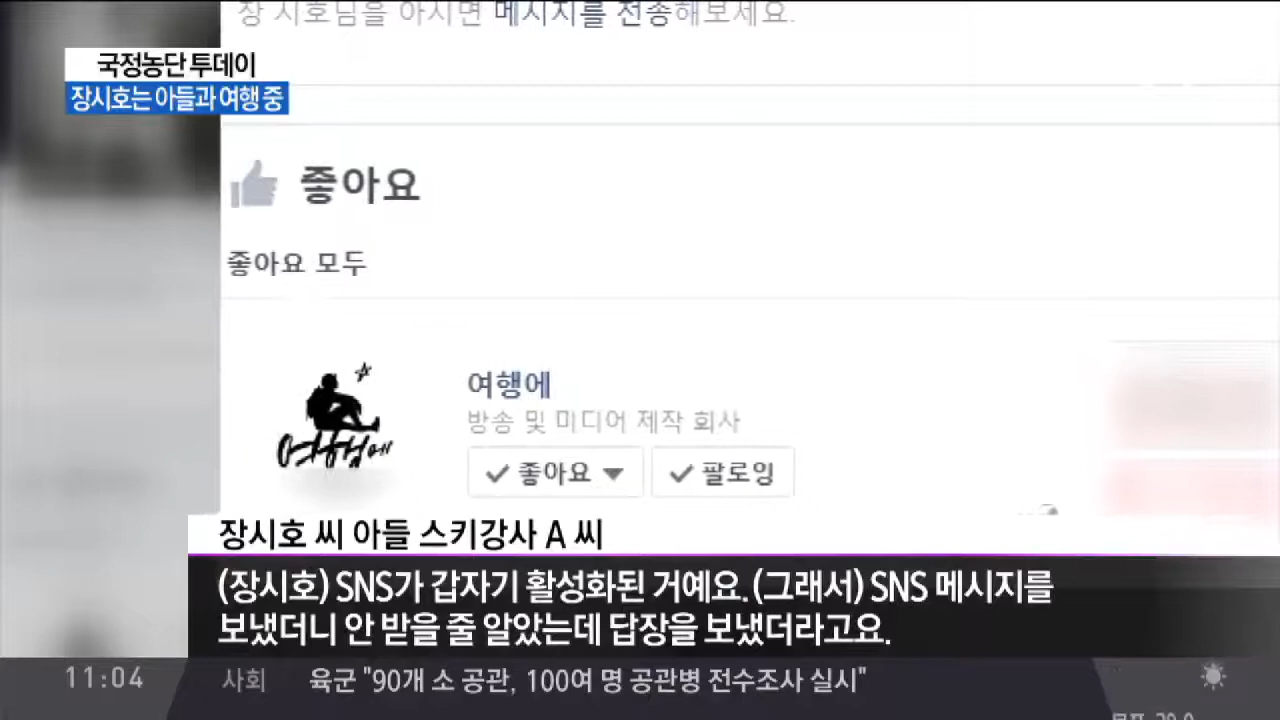 장 시호님을 아시면 메시지를 전송해보세요.
국정농단 투데이
장시호는 아들과 여행 중
좋아요
좋아요 모두
여행에
여행에
방송 및 미디어 제작 회사
좋아요
팔로잉
장시호 씨 아들 스키강사 A 씨
(장시호) SNS가 갑자기 활성화된 거예요. (그래서) SNS 메시지를
보냈더니 안 받을 줄 알았는데 답장을 보냈더라고요.
11:04 사회 육군 "90개 소 공관, 100여 명 공관병 전수조사 실시"